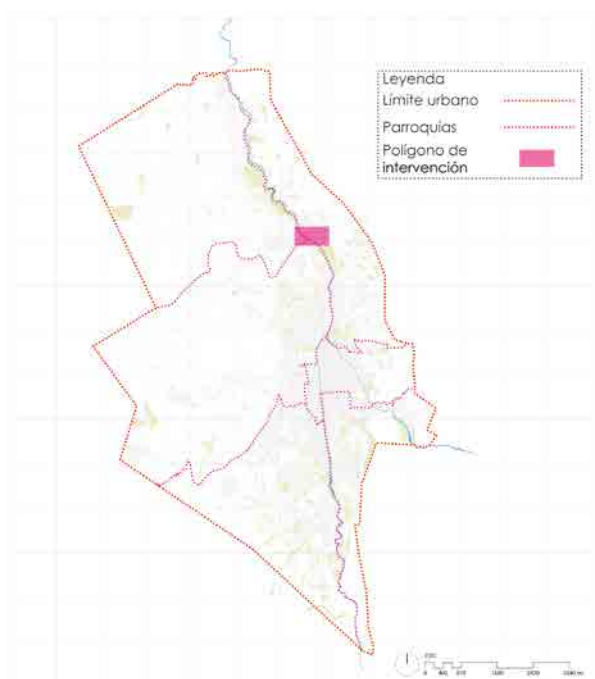 Leyenda
Límite urbano
Parroquias
Polígono de
intervención